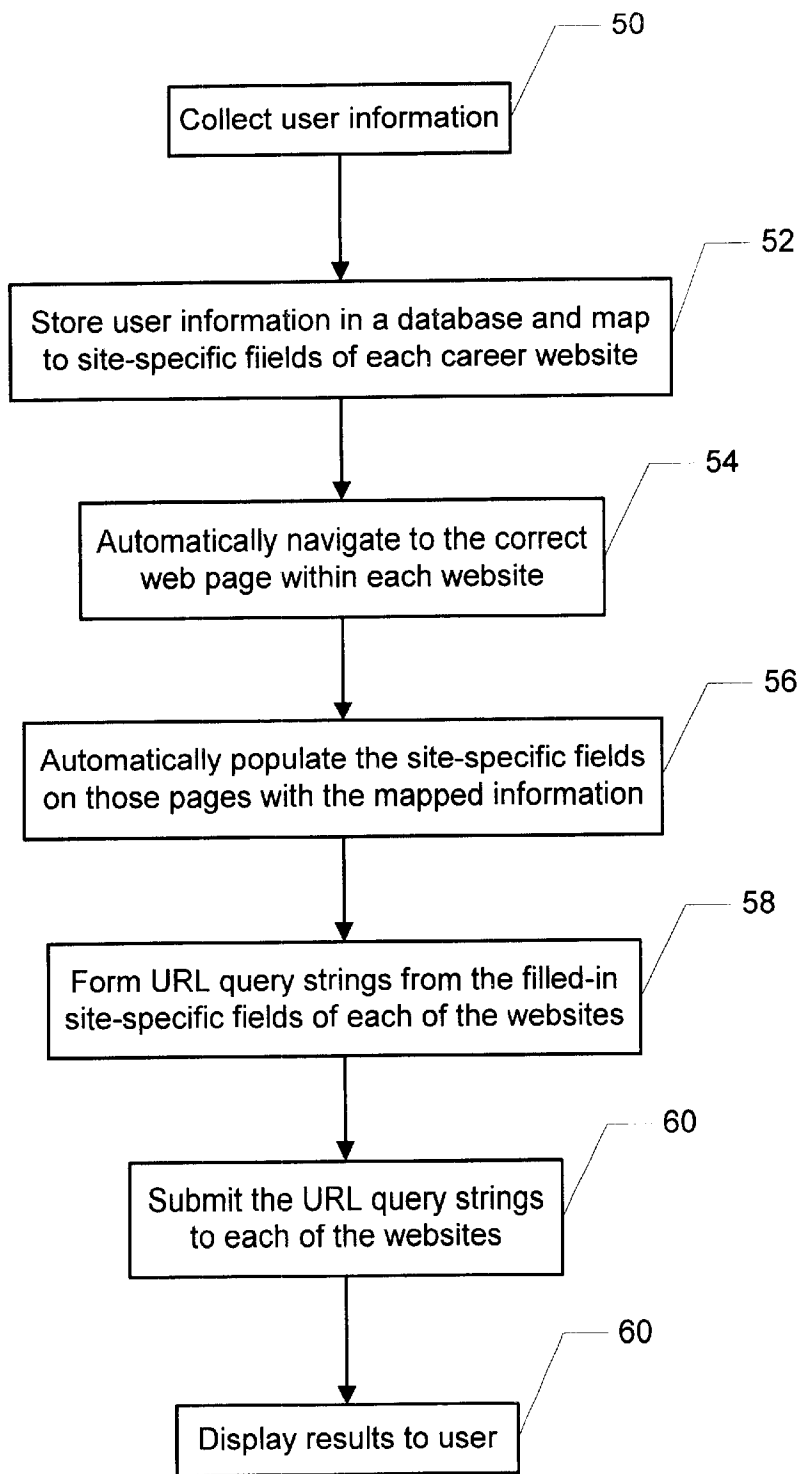 50
Collect user information
52
Store user information in a database and map
to site-specific fiields of each career website
54
Automatically navigate to the correct
web page within each website
56
Automatically populate the site-specific fields
on those pages with the mapped information
58
Form URL query strings from the filled-in
site-specific fields of each of the websites
60
Submit the URL query strings
to each of the websites
60
Display results to user